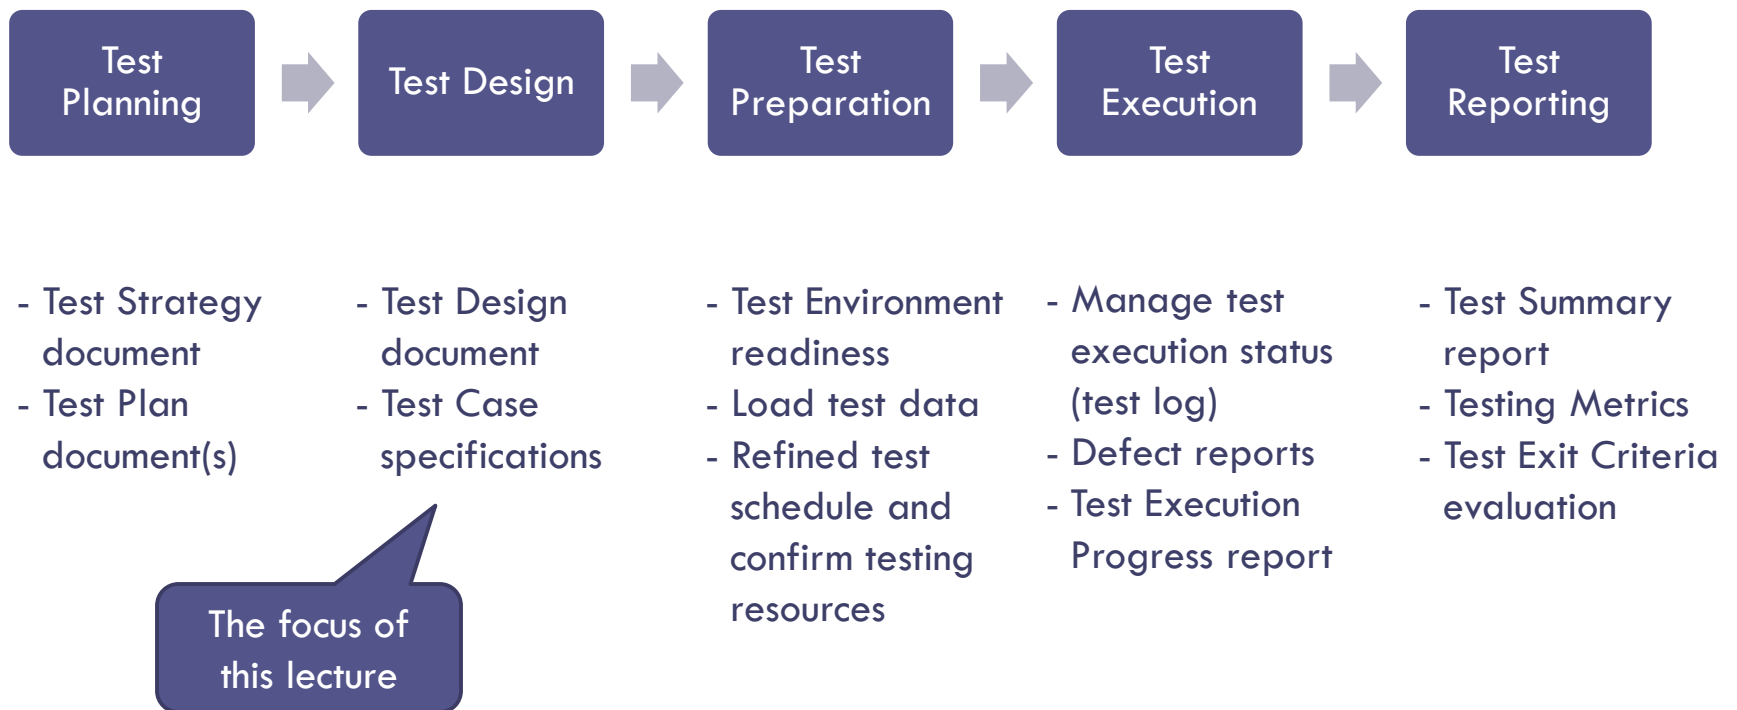 Test
Planning
Test Design
Test
Preparation
Test
Execution
Test
Reporting
- Test Strategy
document
- Test Plan
document(s)
- Test Design
document
- Test Case
specifications
- Test Environment
readiness
- Load test data
- Refined test
schedule and
confirm testing
resources
- Manage test
execution status
(test log)
- Defect reports
- Test Execution
Progress report
- Test Summary
report
- Testing Metrics
- Test Exit Criteria
evaluation
The focus of
this lecture